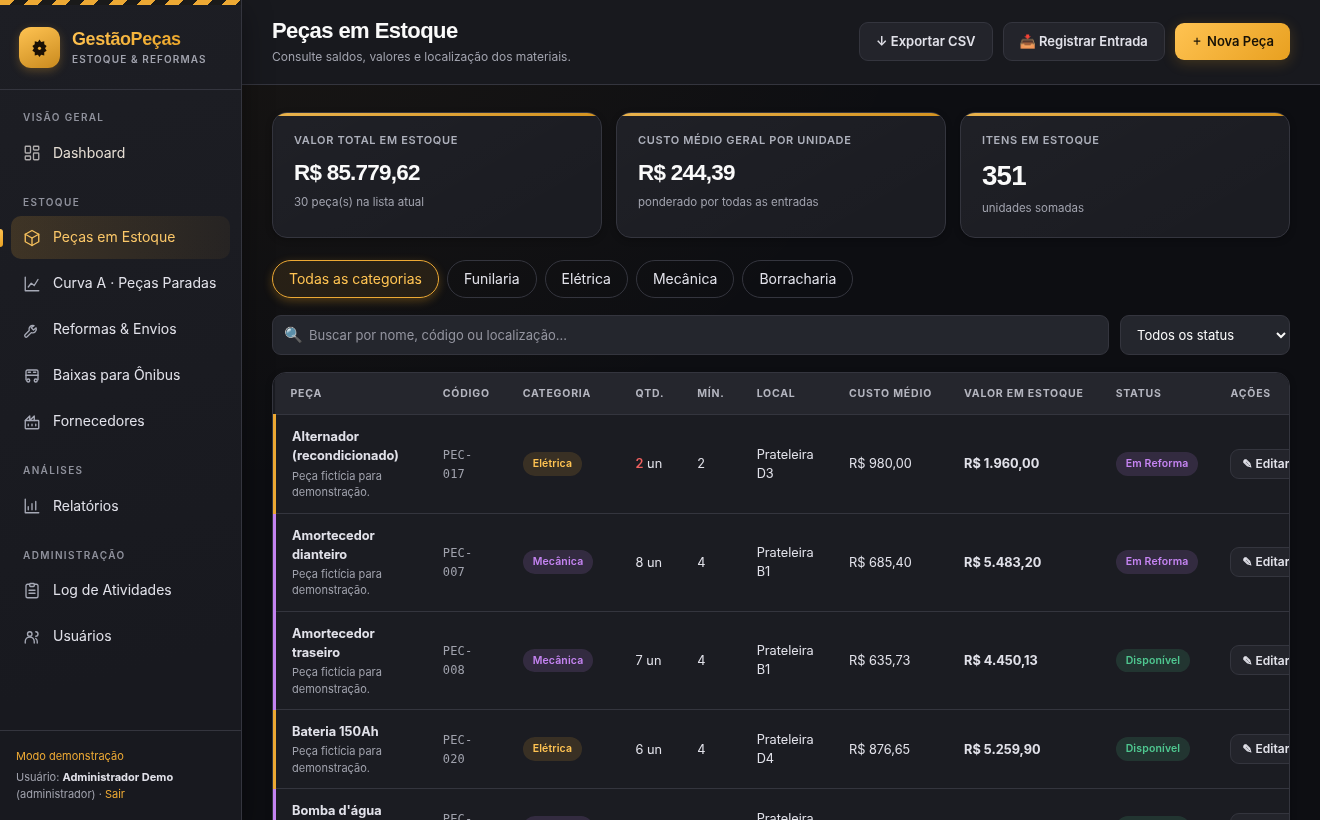 GestãoPeças
ESTOQUE & REFORMAS
VISÃO GERAL
Dashboard
ESTOQUE
Peças em Estoque
Curva A · Peças Paradas
Reformas & Envios
Baixas para Ônibus
Fornecedores
ANÁLISES
Relatórios
ADMINISTRAÇÃO
Log de Atividades
Usuários
Modo demonstração
Usuário: Administrador Demo
(administrador) · Sair
Peças em Estoque
Consulte saldos, valores e localização dos materiais.
↓ Exportar CSV
📤 Registrar Entrada
+ Nova Peça
VALOR TOTAL EM ESTOQUE
R$ 85.779,62
30 peça(s) na lista atual
CUSTO MÉDIO GERAL POR UNIDADE
R$ 244,39
ponderado por todas as entradas
ITENS EM ESTOQUE
351
unidades somadas
Todas as categorias
Funilaria
Elétrica
Mecânica
Borracharia
🔍 Buscar por nome, código ou localização...
Todos os status
PEÇA CÓDIGO CATEGORIA QTD. MÍN. LOCAL CUSTO MÉDIO VALOR EM ESTOQUE STATUS AÇÕES
Alternador
(recondicionado)
Peça fictícia para
demonstração.
PEC-
017
Elétrica
2 un
2
Prateleira
D3
R$ 980,00
R$ 1.960,00
Em Reforma
✎ Editar
Amortecedor
dianteiro
Peça fictícia para
demonstração.
PEC-
007
Mecânica
8 un
4
Prateleira
B1
R$ 685,40
R$ 5.483,20
Em Reforma
✎ Editar
Amortecedor
traseiro
Peça fictícia para
demonstração.
PEC-
008
Mecânica
7 un
4
Prateleira
B1
R$ 635,73
R$ 4.450,13
Disponível
✎ Editar
Bateria 150Ah
Peça fictícia para
demonstração.
PEC-
020
Elétrica
6 un
4
Prateleira
D4
R$ 876,65
R$ 5.259,90
Disponível
✎ Editar
Bomba d'água
PEC-
Prateleira